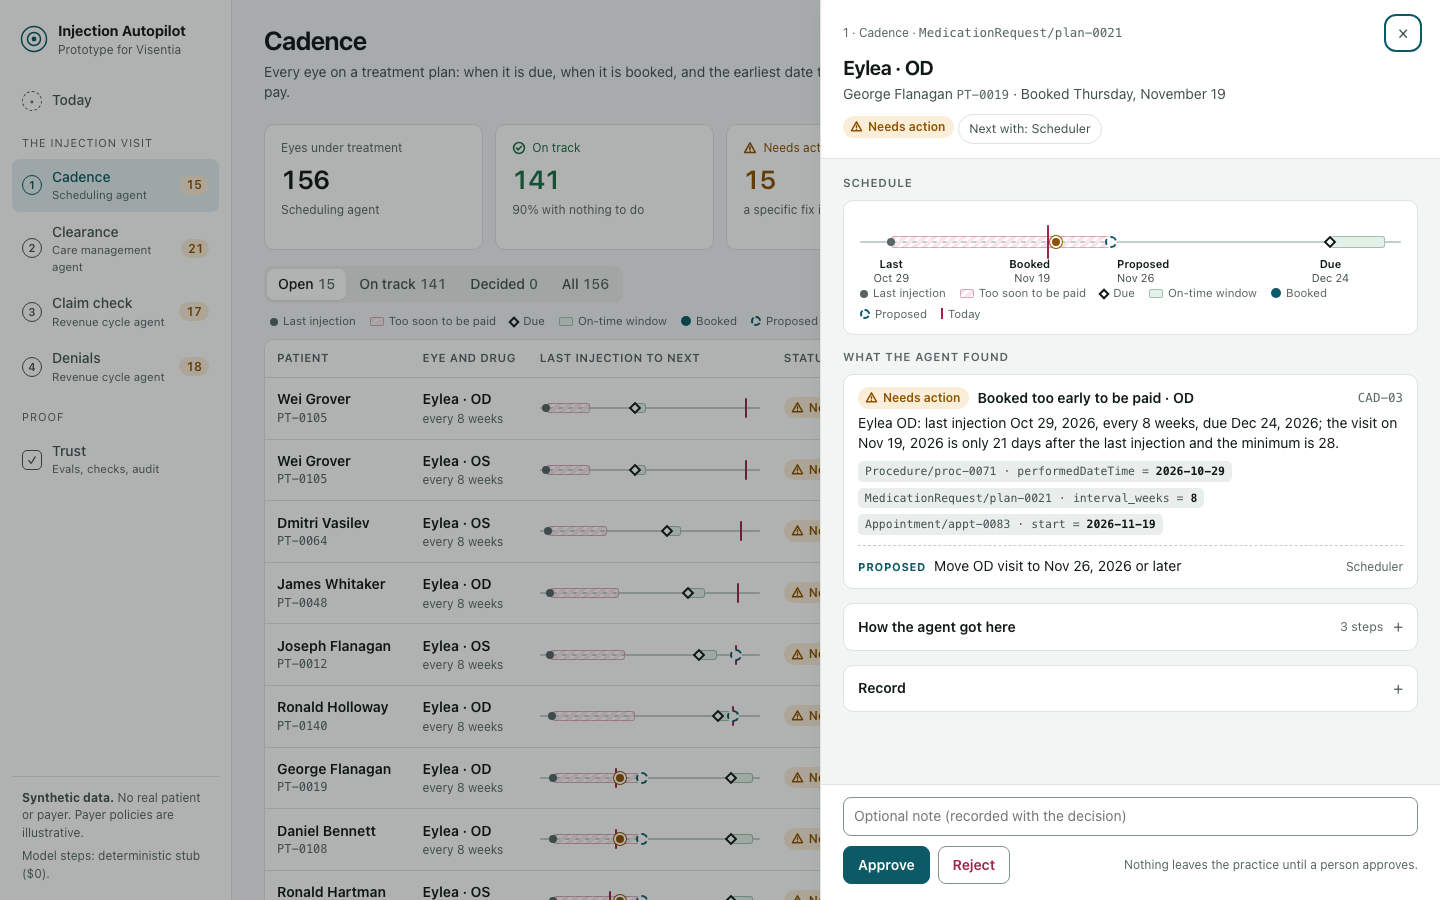 Injection Autopilot
Prototype for Visentia
Today
THE INJECTION VISIT
1 Cadence 15
Scheduling agent
2 Clearance 21
Care management
agent
3 Claim check 17
Revenue cycle agent
4 Denials 18
Revenue cycle agent
PROOF
Trust
Evals, checks, audit
Synthetic data. No real patient
or payer. Payer policies are
illustrative.
Model steps: deterministic stub
($0).
Cadence
Every eye on a treatment plan: when it is due, when it is booked, and the earliest date
pay.
Eyes under treatment
156
Scheduling agent
On track
141
90% with nothing to do
Needs
15
a specific fix
Open 15 On track 141 Decided 0 All 156
Last injection Too soon to be paid Due On-time window Booked Proposed
PATIENT EYE AND DRUG LAST INJECTION TO NEXT
Wei Grover Eylea · OD
PT-0105 every 8 weeks
Wei Grover Eylea · OS
PT-0105 every 8 weeks
Dmitri Vasilev Eylea · OS
PT-0064 every 8 weeks
James Whitaker Eylea · OD
PT-0048 every 8 weeks
Joseph Flanagan Eylea · OS
PT-0012 every 8 weeks
Ronald Holloway Eylea · OD
PT-0140 every 8 weeks
George Flanagan Eylea · OD
PT-0019 every 8 weeks
Daniel Bennett Eylea · OD
PT-0108 every 8 weeks
Ronald Hartman Eylea · OS
1 · Cadence · MedicationRequest/plan-0021
×
Eylea · OD
George Flanagan PT-0019 · Booked Thursday, November 19
Needs action Next with: Scheduler
SCHEDULE
Last Booked Proposed Due
Oct 29 Nov 19 Nov 26 Dec 24
Last injection Too soon to be paid Due On-time window Booked
Proposed Today
WHAT THE AGENT FOUND
Needs action Booked too early to be paid · OD CAD-03
Eylea OD: last injection Oct 29, 2026, every 8 weeks, due Dec 24, 2026; the visit on
Nov 19, 2026 is only 21 days after the last injection and the minimum is 28.
Procedure/proc-0071 · performedDateTime = 2026-10-29
MedicationRequest/plan-0021 · interval_weeks = 8
Appointment/appt-0083 · start = 2026-11-19
PROPOSED Move OD visit to Nov 26, 2026 or later Scheduler
How the agent got here 3 steps +
Record +
Optional note (recorded with the decision)
Approve Reject Nothing leaves the practice until a person approves.